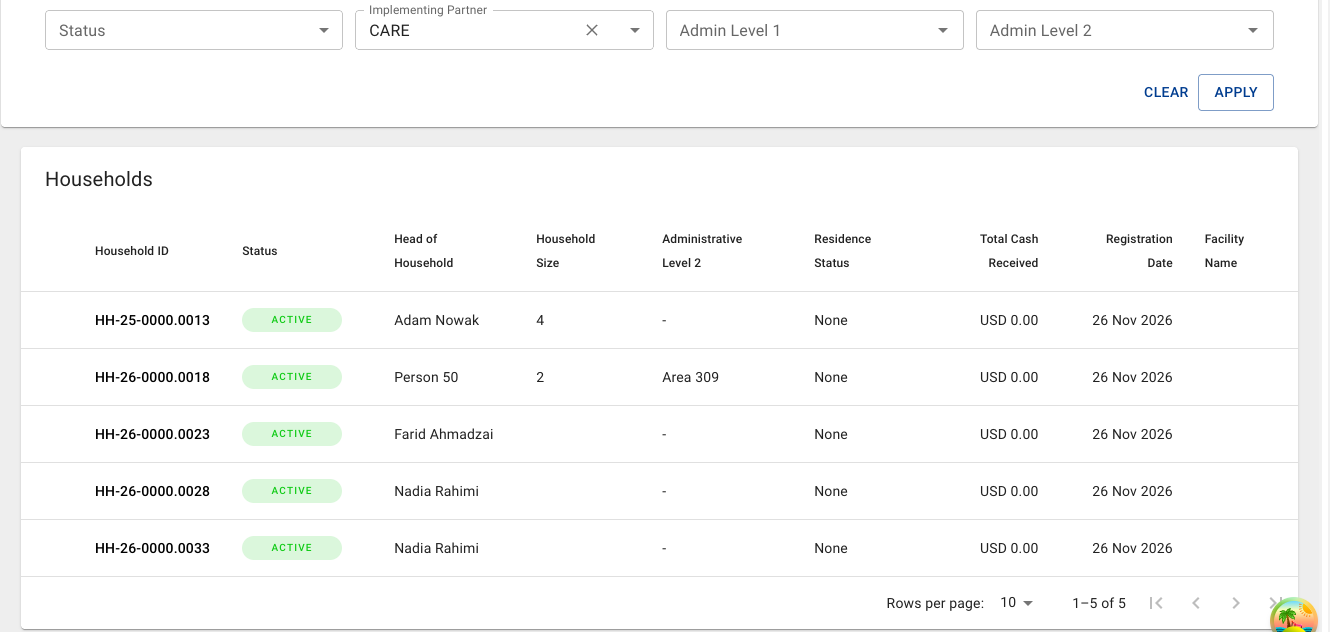 Status
Implementing Partner
CARE
Admin Level 1
Admin Level 2
CLEAR
APPLY
Households
Household ID
Status
Head of
Household
Household
Size
Administrative
Level 2
Residence
Status
Total Cash
Received
Registration
Date
Facility
Name
HH-25-0000.0013 ACTIVE Adam Nowak 4 - None USD 0.00 26 Nov 2026
HH-26-0000.0018 ACTIVE Person 50 2 Area 309 None USD 0.00 26 Nov 2026
HH-26-0000.0023 ACTIVE Farid Ahmadzai - None USD 0.00 26 Nov 2026
HH-26-0000.0028 ACTIVE Nadia Rahimi - None USD 0.00 26 Nov 2026
HH-26-0000.0033 ACTIVE Nadia Rahimi - None USD 0.00 26 Nov 2026
Rows per page: 10 1–5 of 5